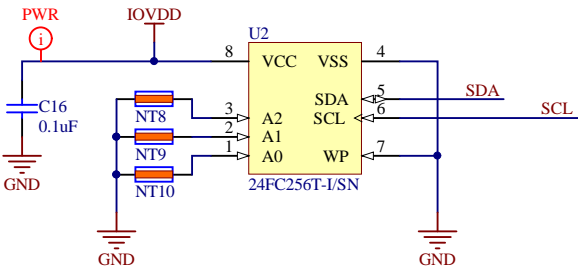 PWR
IOVDD
i
U2
8 VCC VSS 4
C16
0.1uF
NT8
NT9
NT10
3 A2
2 A1
1 A0
SDA 5 SDA
SCL 6 SCL
WP 7
24FC256T-I/SN
GND
GND
GND